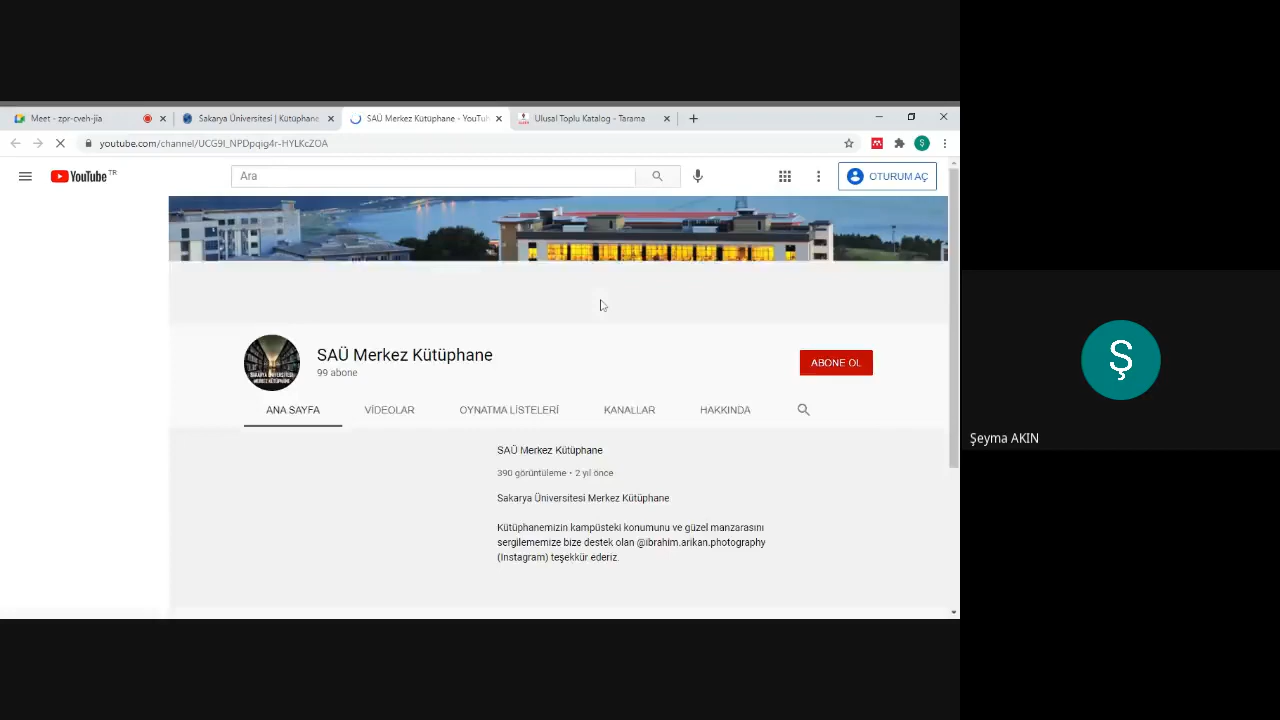 Meet - zpr-cveh-jia
Sakarya Üniversitesi | Kütüphane
SAÜ Merkez Kütüphane - YouTu
Ulusal Toplu Katalog - Tarama
youtube.com/channel/UCG9I_NPDpqig4r-HYLKcZOA
YouTube TR
Ara
OTURUM AÇ
SAÜ Merkez Kütüphane
99 abone
ABONE OL
ANA SAYFA
VİDEOLAR
OYNATMA LİSTELERİ
KANALLAR
HAKKINDA
SAÜ Merkez Kütüphane
390 görüntüleme • 2 yıl önce
Sakarya Üniversitesi Merkez Kütüphane
Kütüphanemizin kampüsteki konumunu ve güzel manzarasını
sergilememize bize destek olan @ibrahim.arikan.photography
(Instagram) teşekkür ederiz.
Ş
Ş
Şeyma AKIN